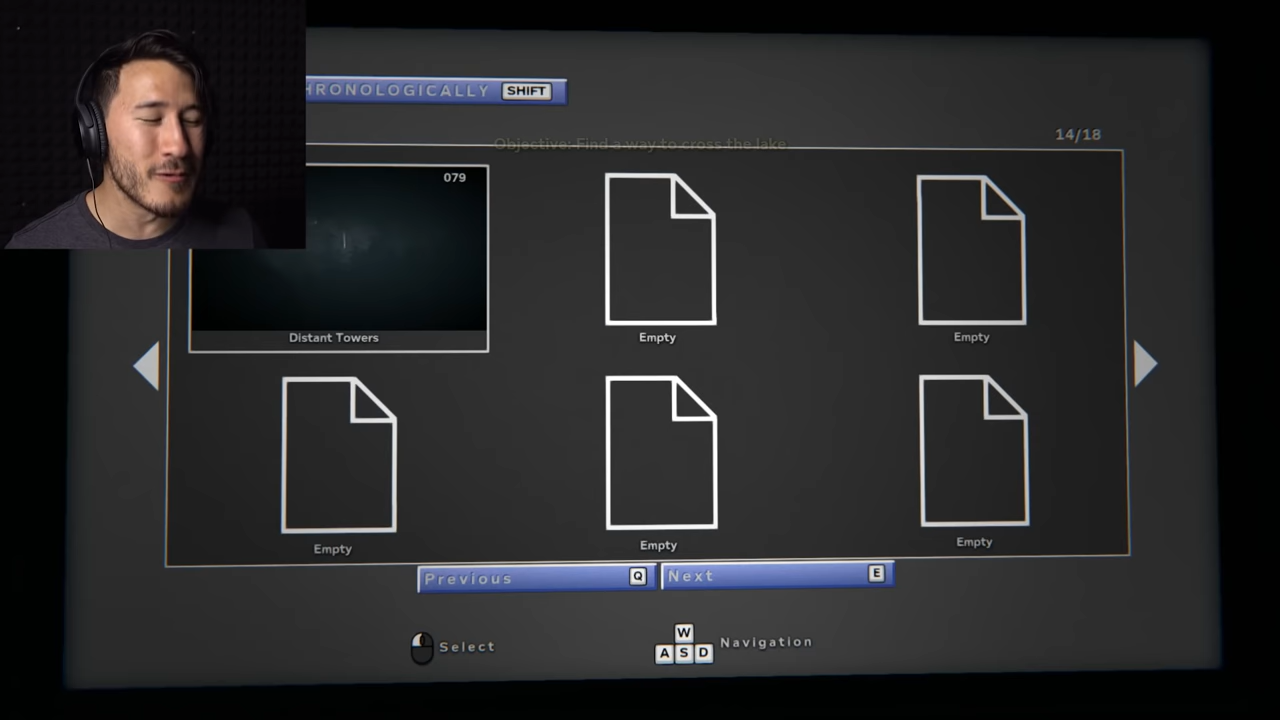 HRONOLOGICALLY SHIFT
Objective: Find a way to cross the lake
14/18
079
Distant Towers
Empty
Empty
Empty
Empty
Empty
Previous Q
Next E
Select
W
A S D
Navigation